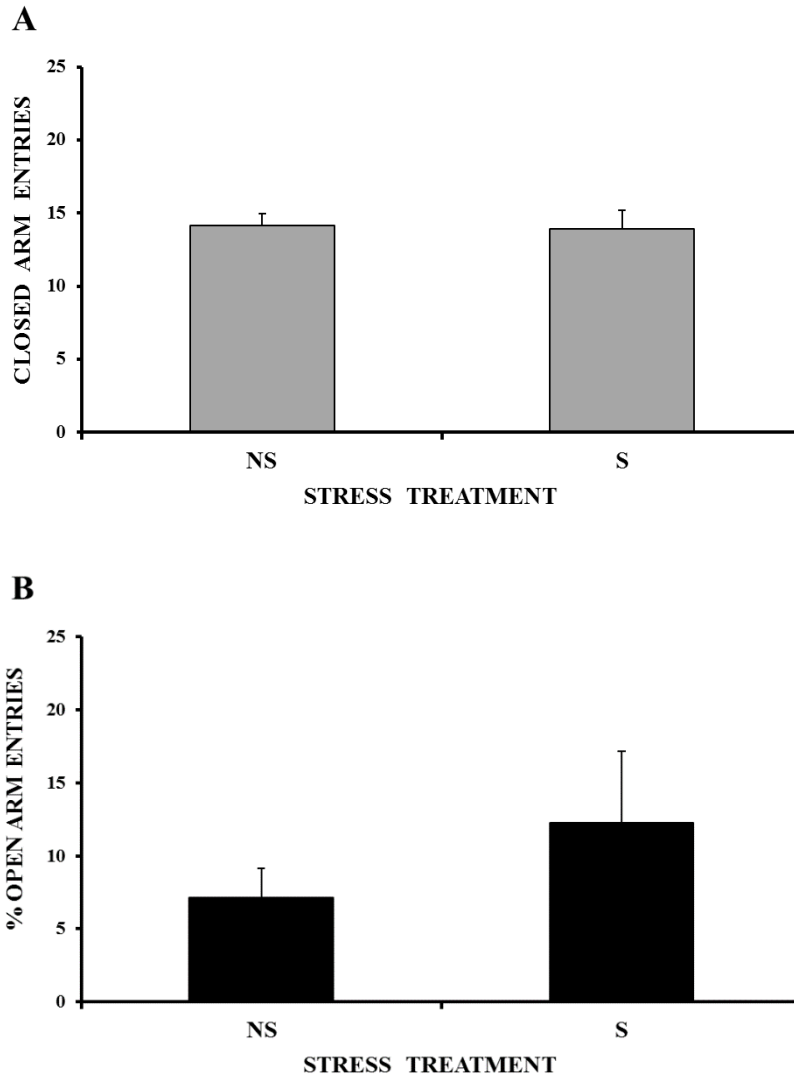 A
25
20
15
10
5
0
CLOSED ARM ENTRIES
NS S
STRESS TREATMENT
B
25
20
15
10
5
0
% OPEN ARM ENTRIES
NS S
STRESS TREATMENT